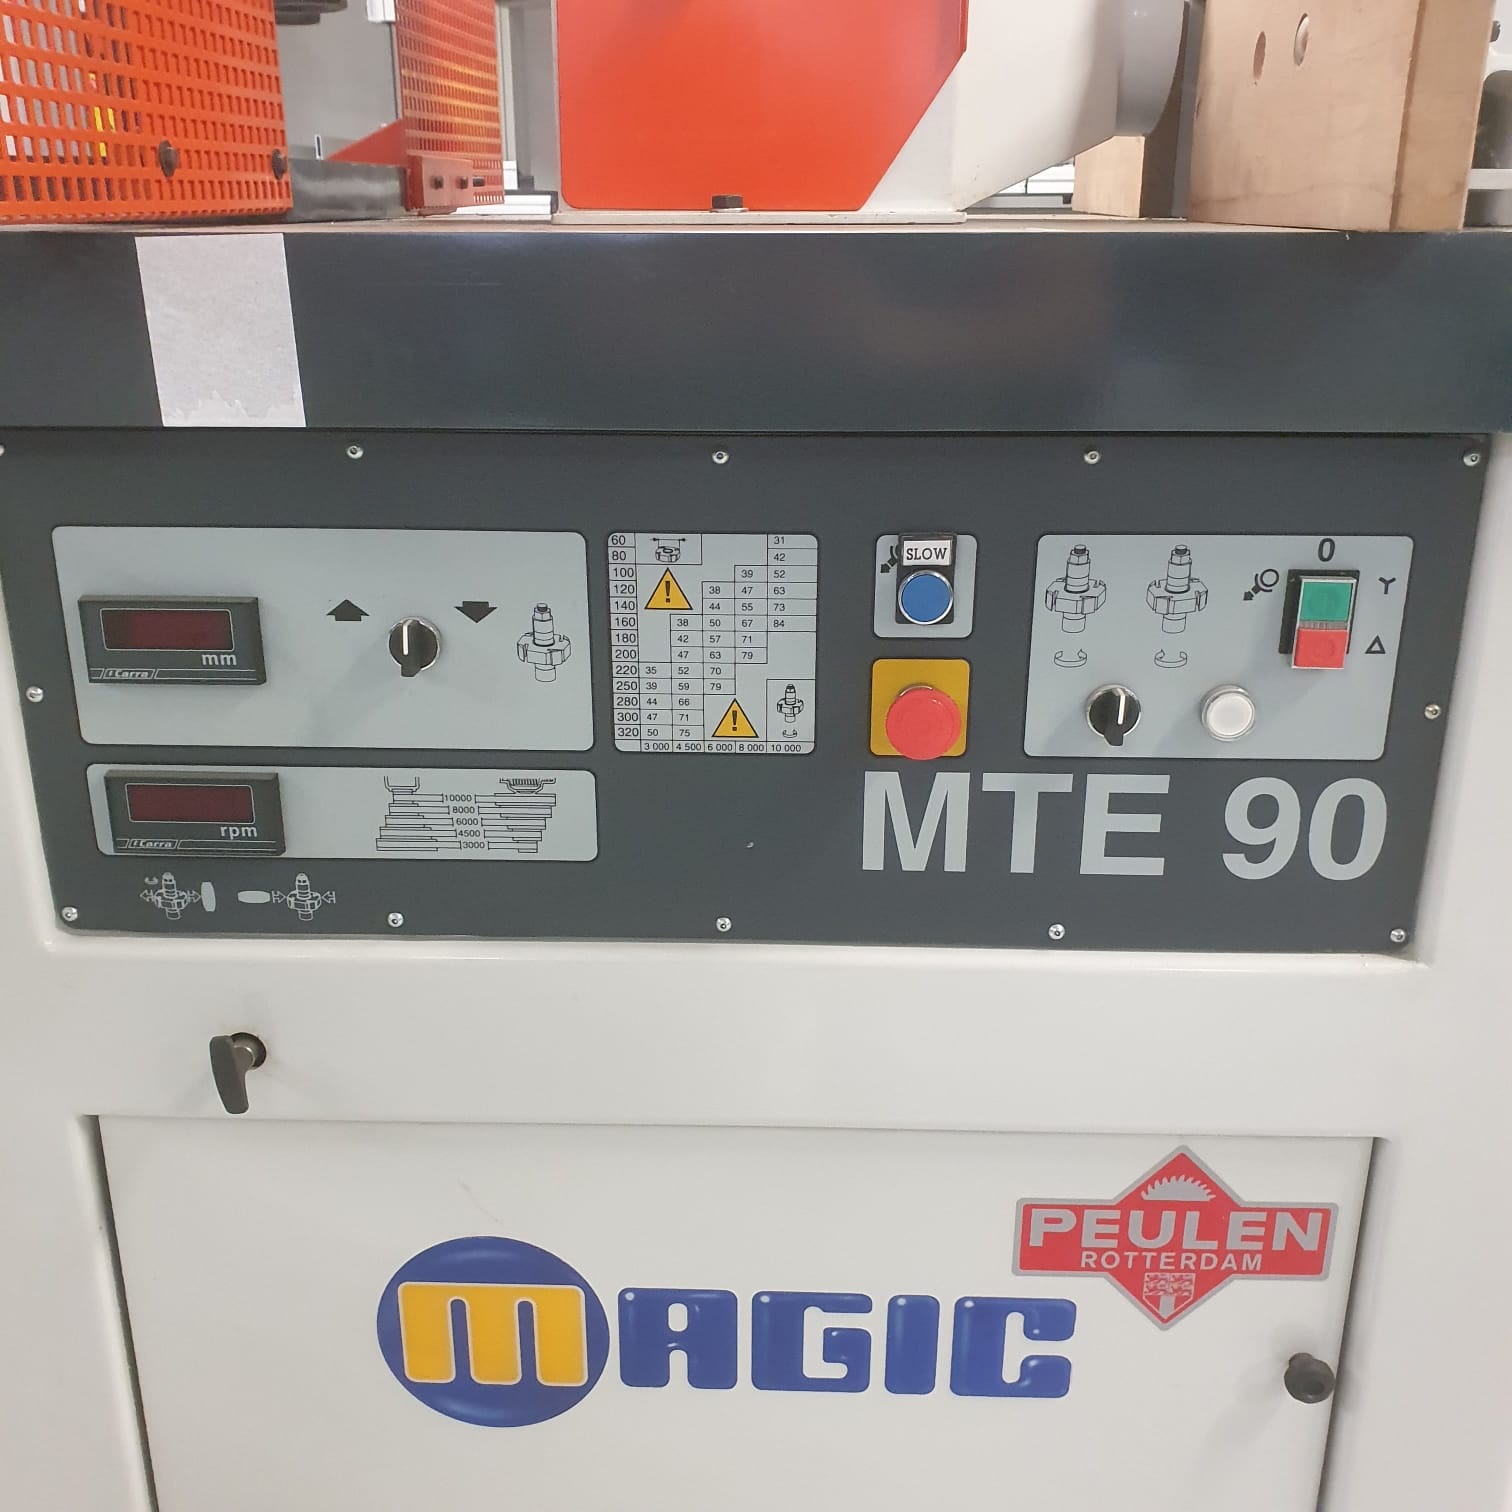 mm
Carra
rpm
Carra
10000
8000
6000
4500
3000
60 31
80 42
100 39 52
120 38 47 63
140 44 55 73
160 38 50 67 84
180 42 57 71
200 47 63 79
220 35 52 70
250 39 59 79
280 44 66
300 47 71
320 50 75
3 000 4 500 6 000 8 000 10 000
SLOW
0
Y
Δ
MTE 90
PEULEN
ROTTERDAM
MAGIC